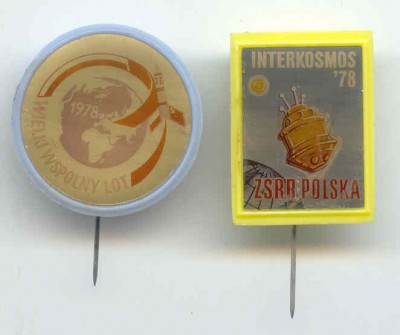 1978
WIELKI WSPÓLNY LOT
INTERKOSMOS
'78
ZSRR POLSKA